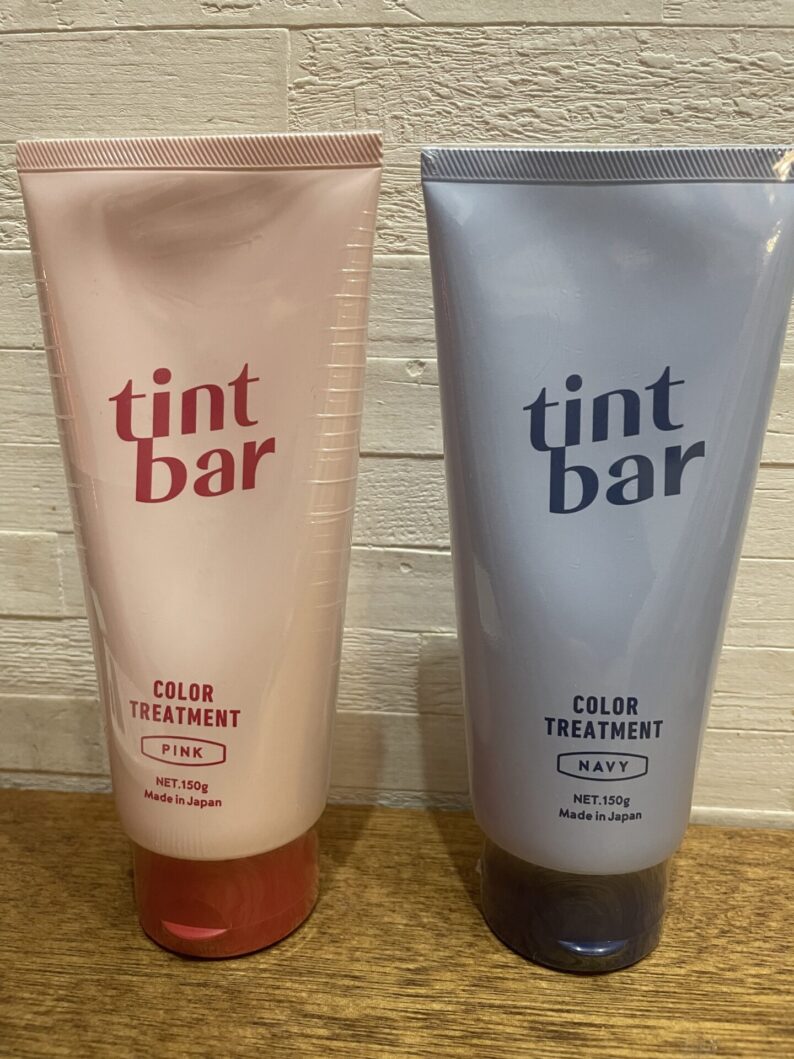 tint
bar
COLOR
TREATMENT
PINK
NET.150g
Made in Japan
tint
bar
COLOR
TREATMENT
NAVY
NET.150g
Made in Japan